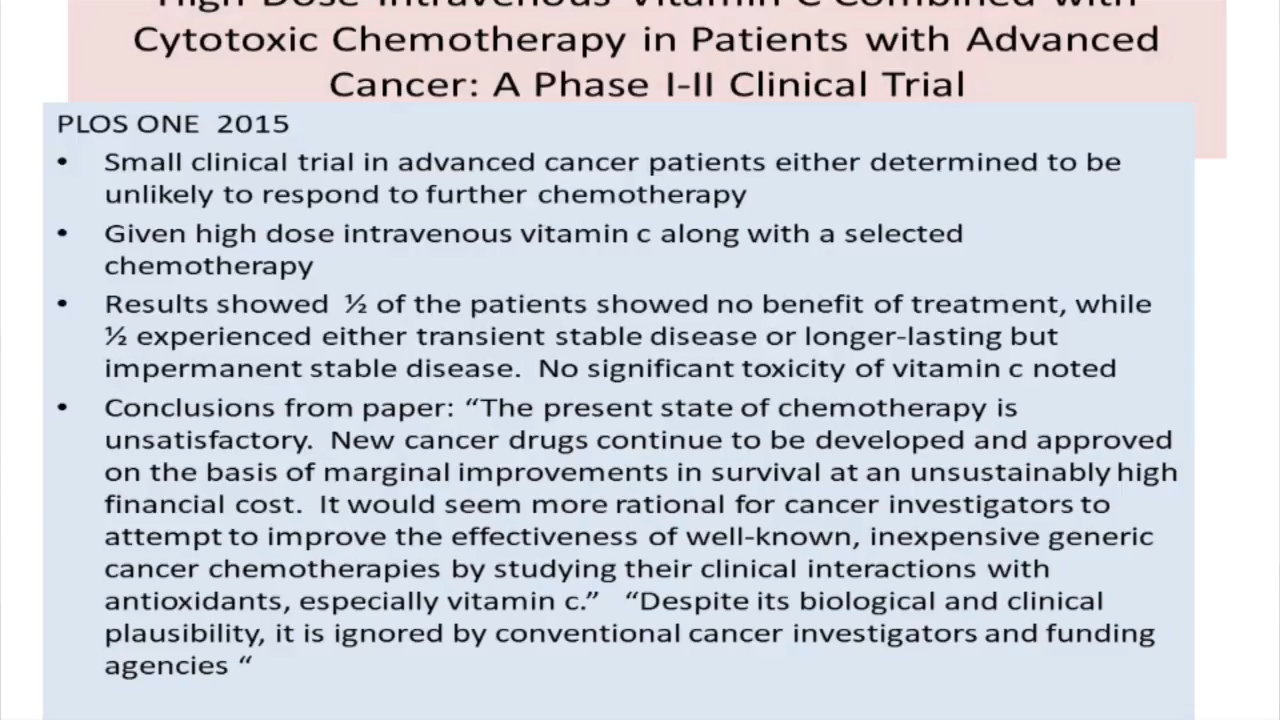 High Dose Intravenous Vitamin C Combined with
Cytotoxic Chemotherapy in Patients with Advanced
Cancer: A Phase I-II Clinical Trial
PLOS ONE 2015
• Small clinical trial in advanced cancer patients either determined to be
unlikely to respond to further chemotherapy
• Given high dose intravenous vitamin c along with a selected
chemotherapy
• Results showed ½ of the patients showed no benefit of treatment, while
½ experienced either transient stable disease or longer-lasting but
impermanent stable disease. No significant toxicity of vitamin c noted
• Conclusions from paper: “The present state of chemotherapy is
unsatisfactory. New cancer drugs continue to be developed and approved
on the basis of marginal improvements in survival at an unsustainably high
financial cost. It would seem more rational for cancer investigators to
attempt to improve the effectiveness of well-known, inexpensive generic
cancer chemotherapies by studying their clinical interactions with
antioxidants, especially vitamin c.” “Despite its biological and clinical
plausibility, it is ignored by conventional cancer investigators and funding
agencies “